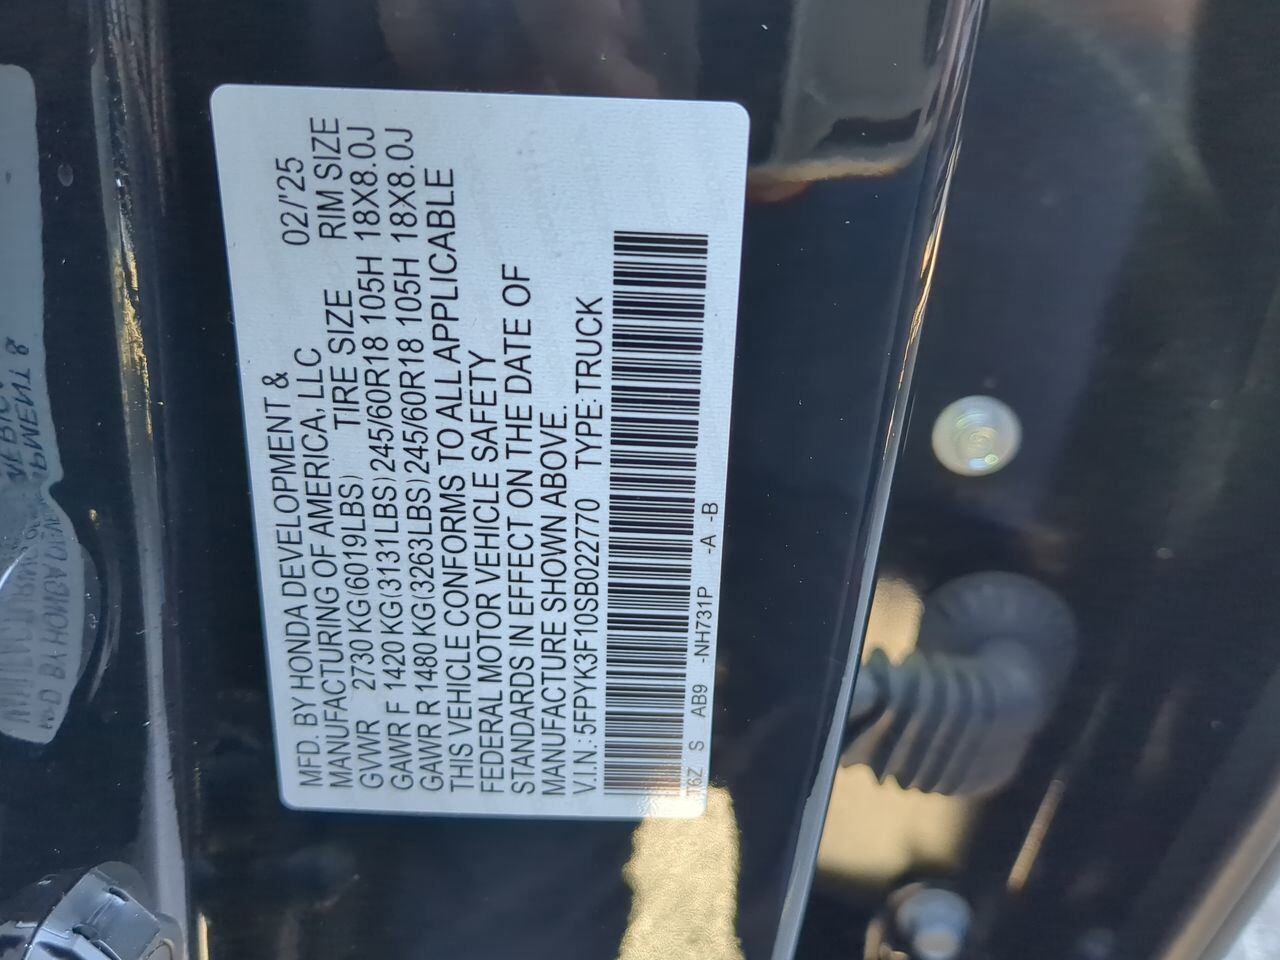 MFD. BY HONDA DEVELOPMENT &
MANUFACTURING OF AMERICA, LLC 02/'25
GVWR 2730 KG(6019LBS) TIRE SIZE RIM SIZE
GAWR F 1420 KG(3131LBS) 245/60R18 105H 18X8.0J
GAWR R 1480 KG(3263LBS) 245/60R18 105H 18X8.0J
THIS VEHICLE CONFORMS TO ALL APPLICABLE
FEDERAL MOTOR VEHICLE SAFETY
STANDARDS IN EFFECT ON THE DATE OF
MANUFACTURE SHOWN ABOVE.
V.I.N.: 5FPYK3F10SB022770 TYPE:TRUCK
T6Z S AB9 -NH731P -A -B